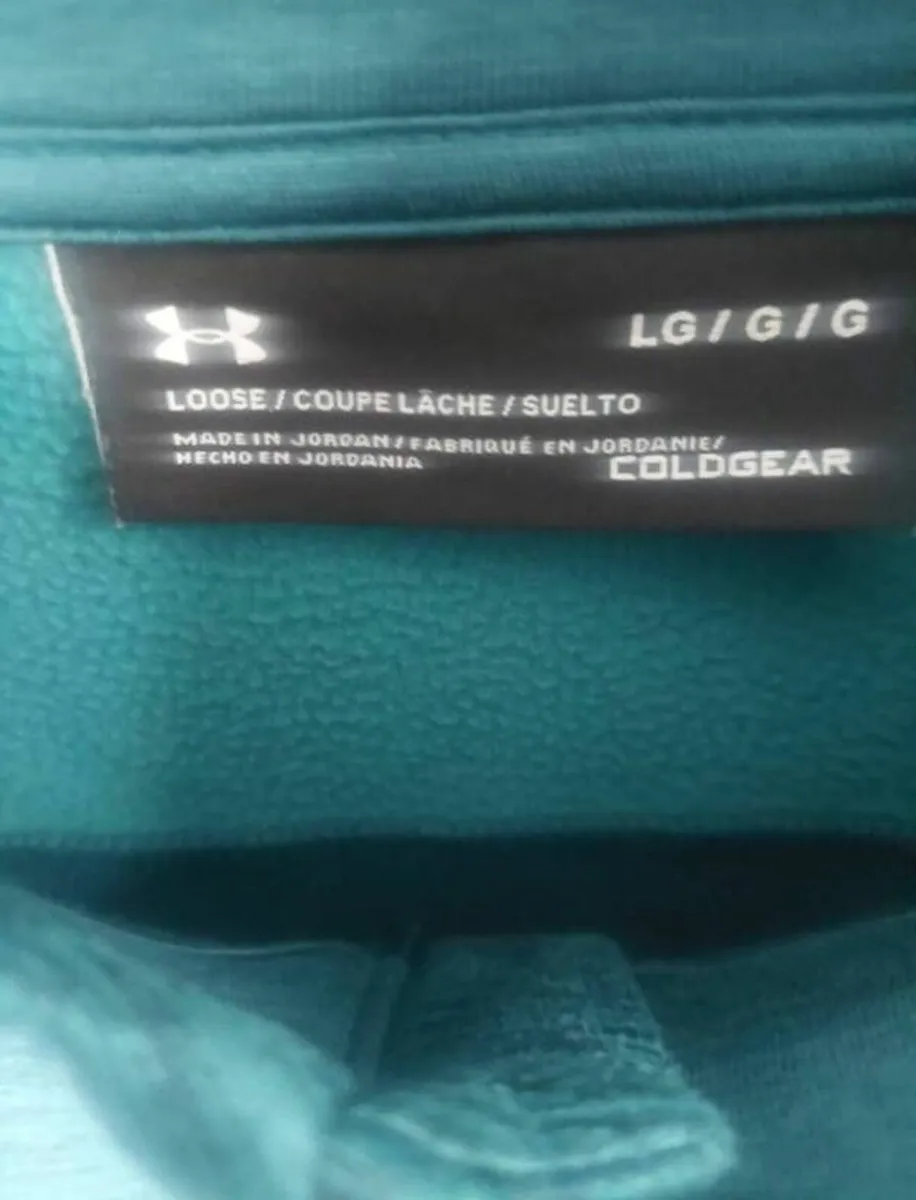 LG / G / G
LOOSE / COUPE LÂCHE / SUELTO
MADE IN JORDAN / FABRIQUÉ EN JORDANIE /
HECHO EN JORDANIA
COLDGEAR